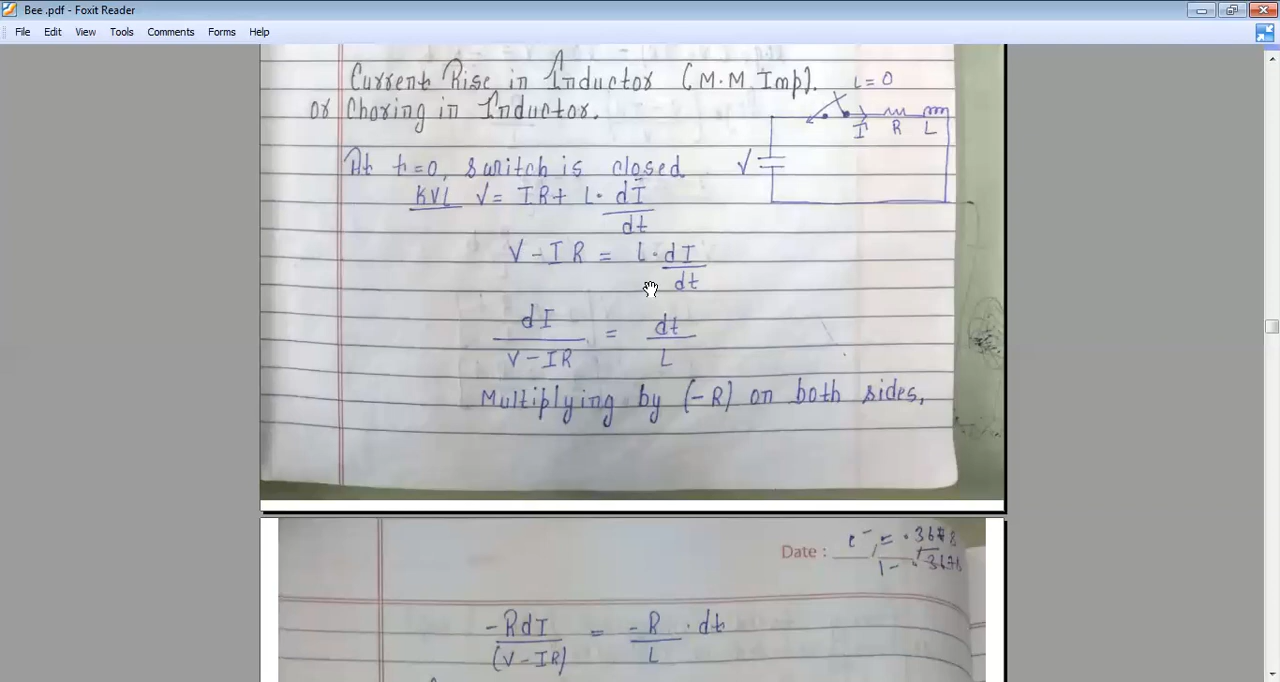 Bee .pdf - Foxit Reader
File Edit View Tools Comments Forms Help
Current Rise in Inductor (M.M. Imp).
or Charing in Inductor.
t = 0
I R L
V
At t=0, switch is closed
KVL V = IR + L. dI
dt
V - IR = L. dI
dt
dI = dt
V-IR L
Multiplying by (-R) on both sides,
Date :
-RdI = -R . dt
(V-IR) L